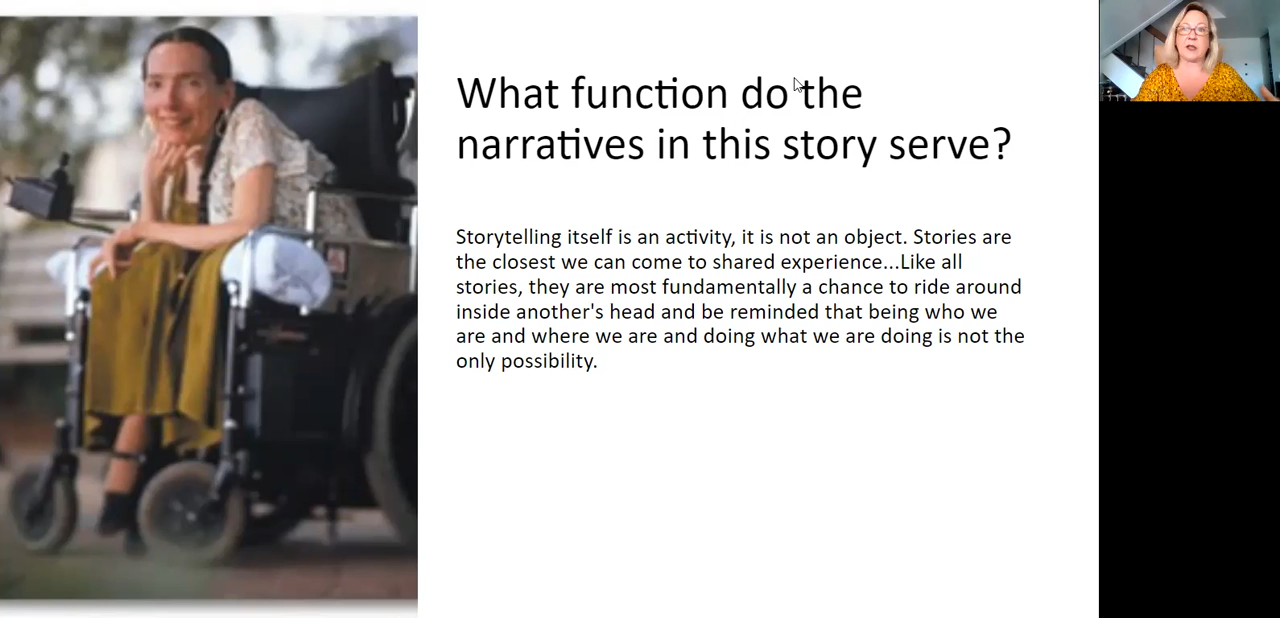 What function do the
narratives in this story serve?
Storytelling itself is an activity, it is not an object. Stories are
the closest we can come to shared experience...Like all
stories, they are most fundamentally a chance to ride around
inside another's head and be reminded that being who we
are and where we are and doing what we are doing is not the
only possibility.